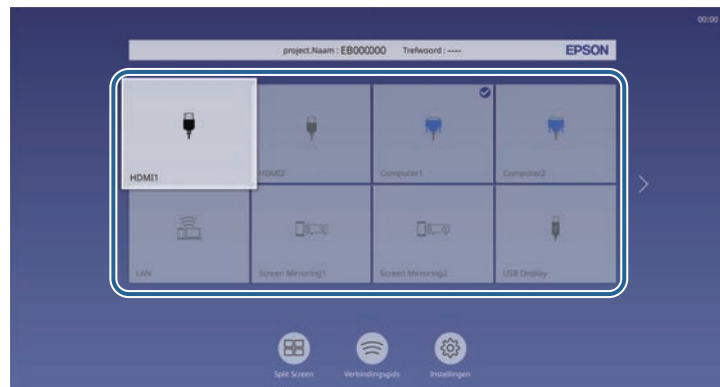 00:00
project.Naam : EB000000 Trefwoord : ---- EPSON
HDMI1 HDMI2 Computer1 Computer2
LAN Screen Mirroring1 Screen Mirroring2 USB Display
Split Screen Verbindingsgids Instellingen